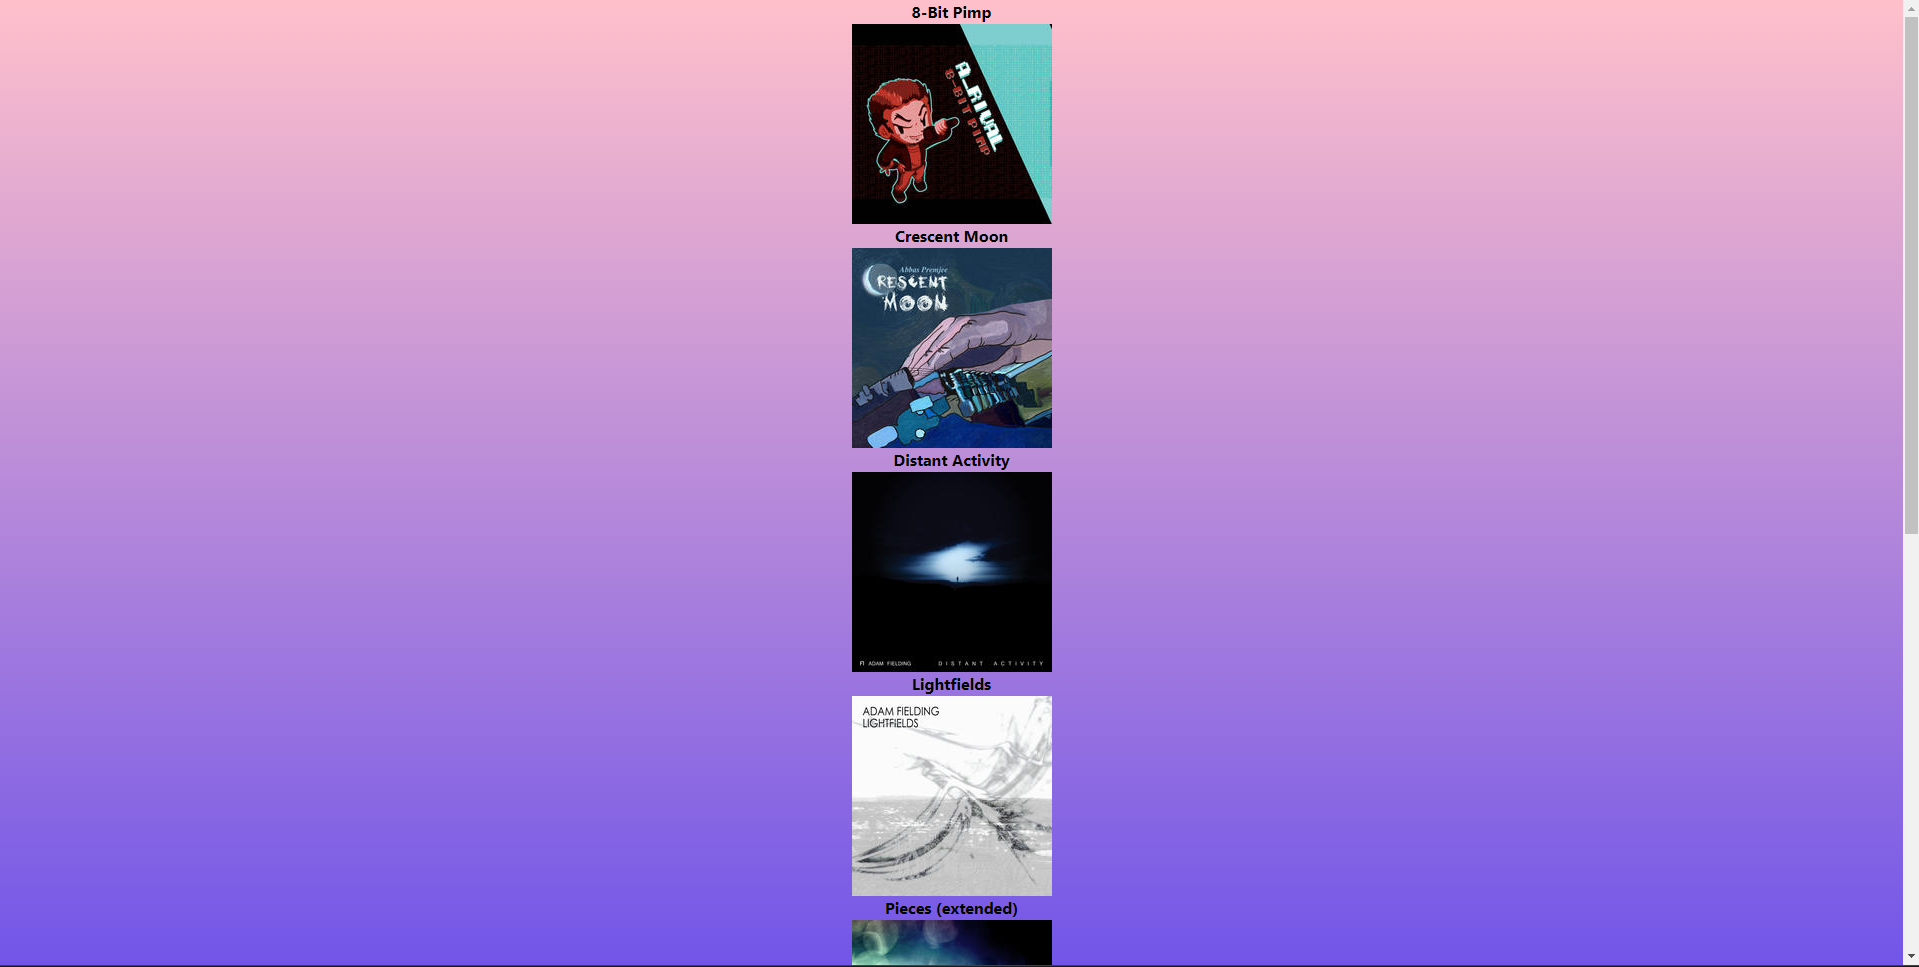 8-Bit Pimp
A_RIVAL
8-BIT PIMP
Crescent Moon
Abbas Premjee
CRESCENT
MOON
Distant Activity
ADAM FIELDING DISTANT ACTIVITY
Lightfields
ADAM FIELDING
LIGHTFIELDS
Pieces (extended)